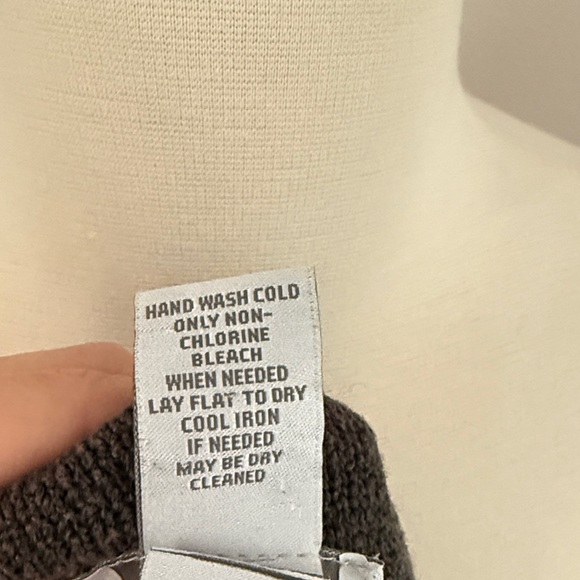 HAND WASH COLD
ONLY NON-
CHLORINE
BLEACH
WHEN NEEDED
LAY FLAT TO DRY
COOL IRON
IF NEEDED
MAY BE DRY
CLEANED